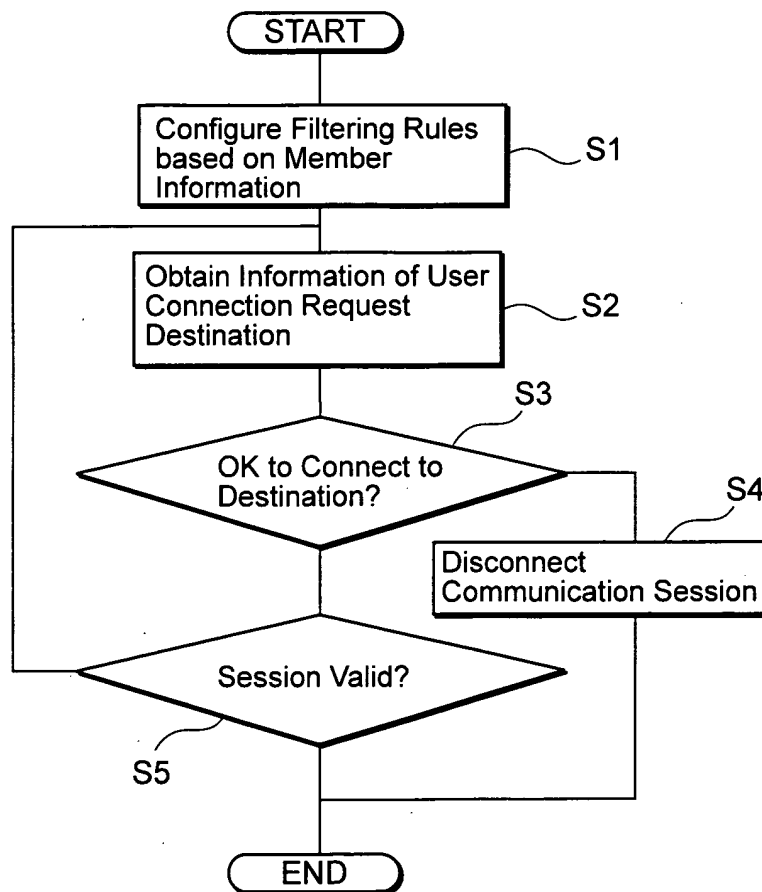 START
Configure Filtering Rules
based on Member
Information
S1
Obtain Information of User
Connection Request
Destination
S2
S3
OK to Connect to
Destination?
S4
Disconnect
Communication Session
Session Valid?
S5
END